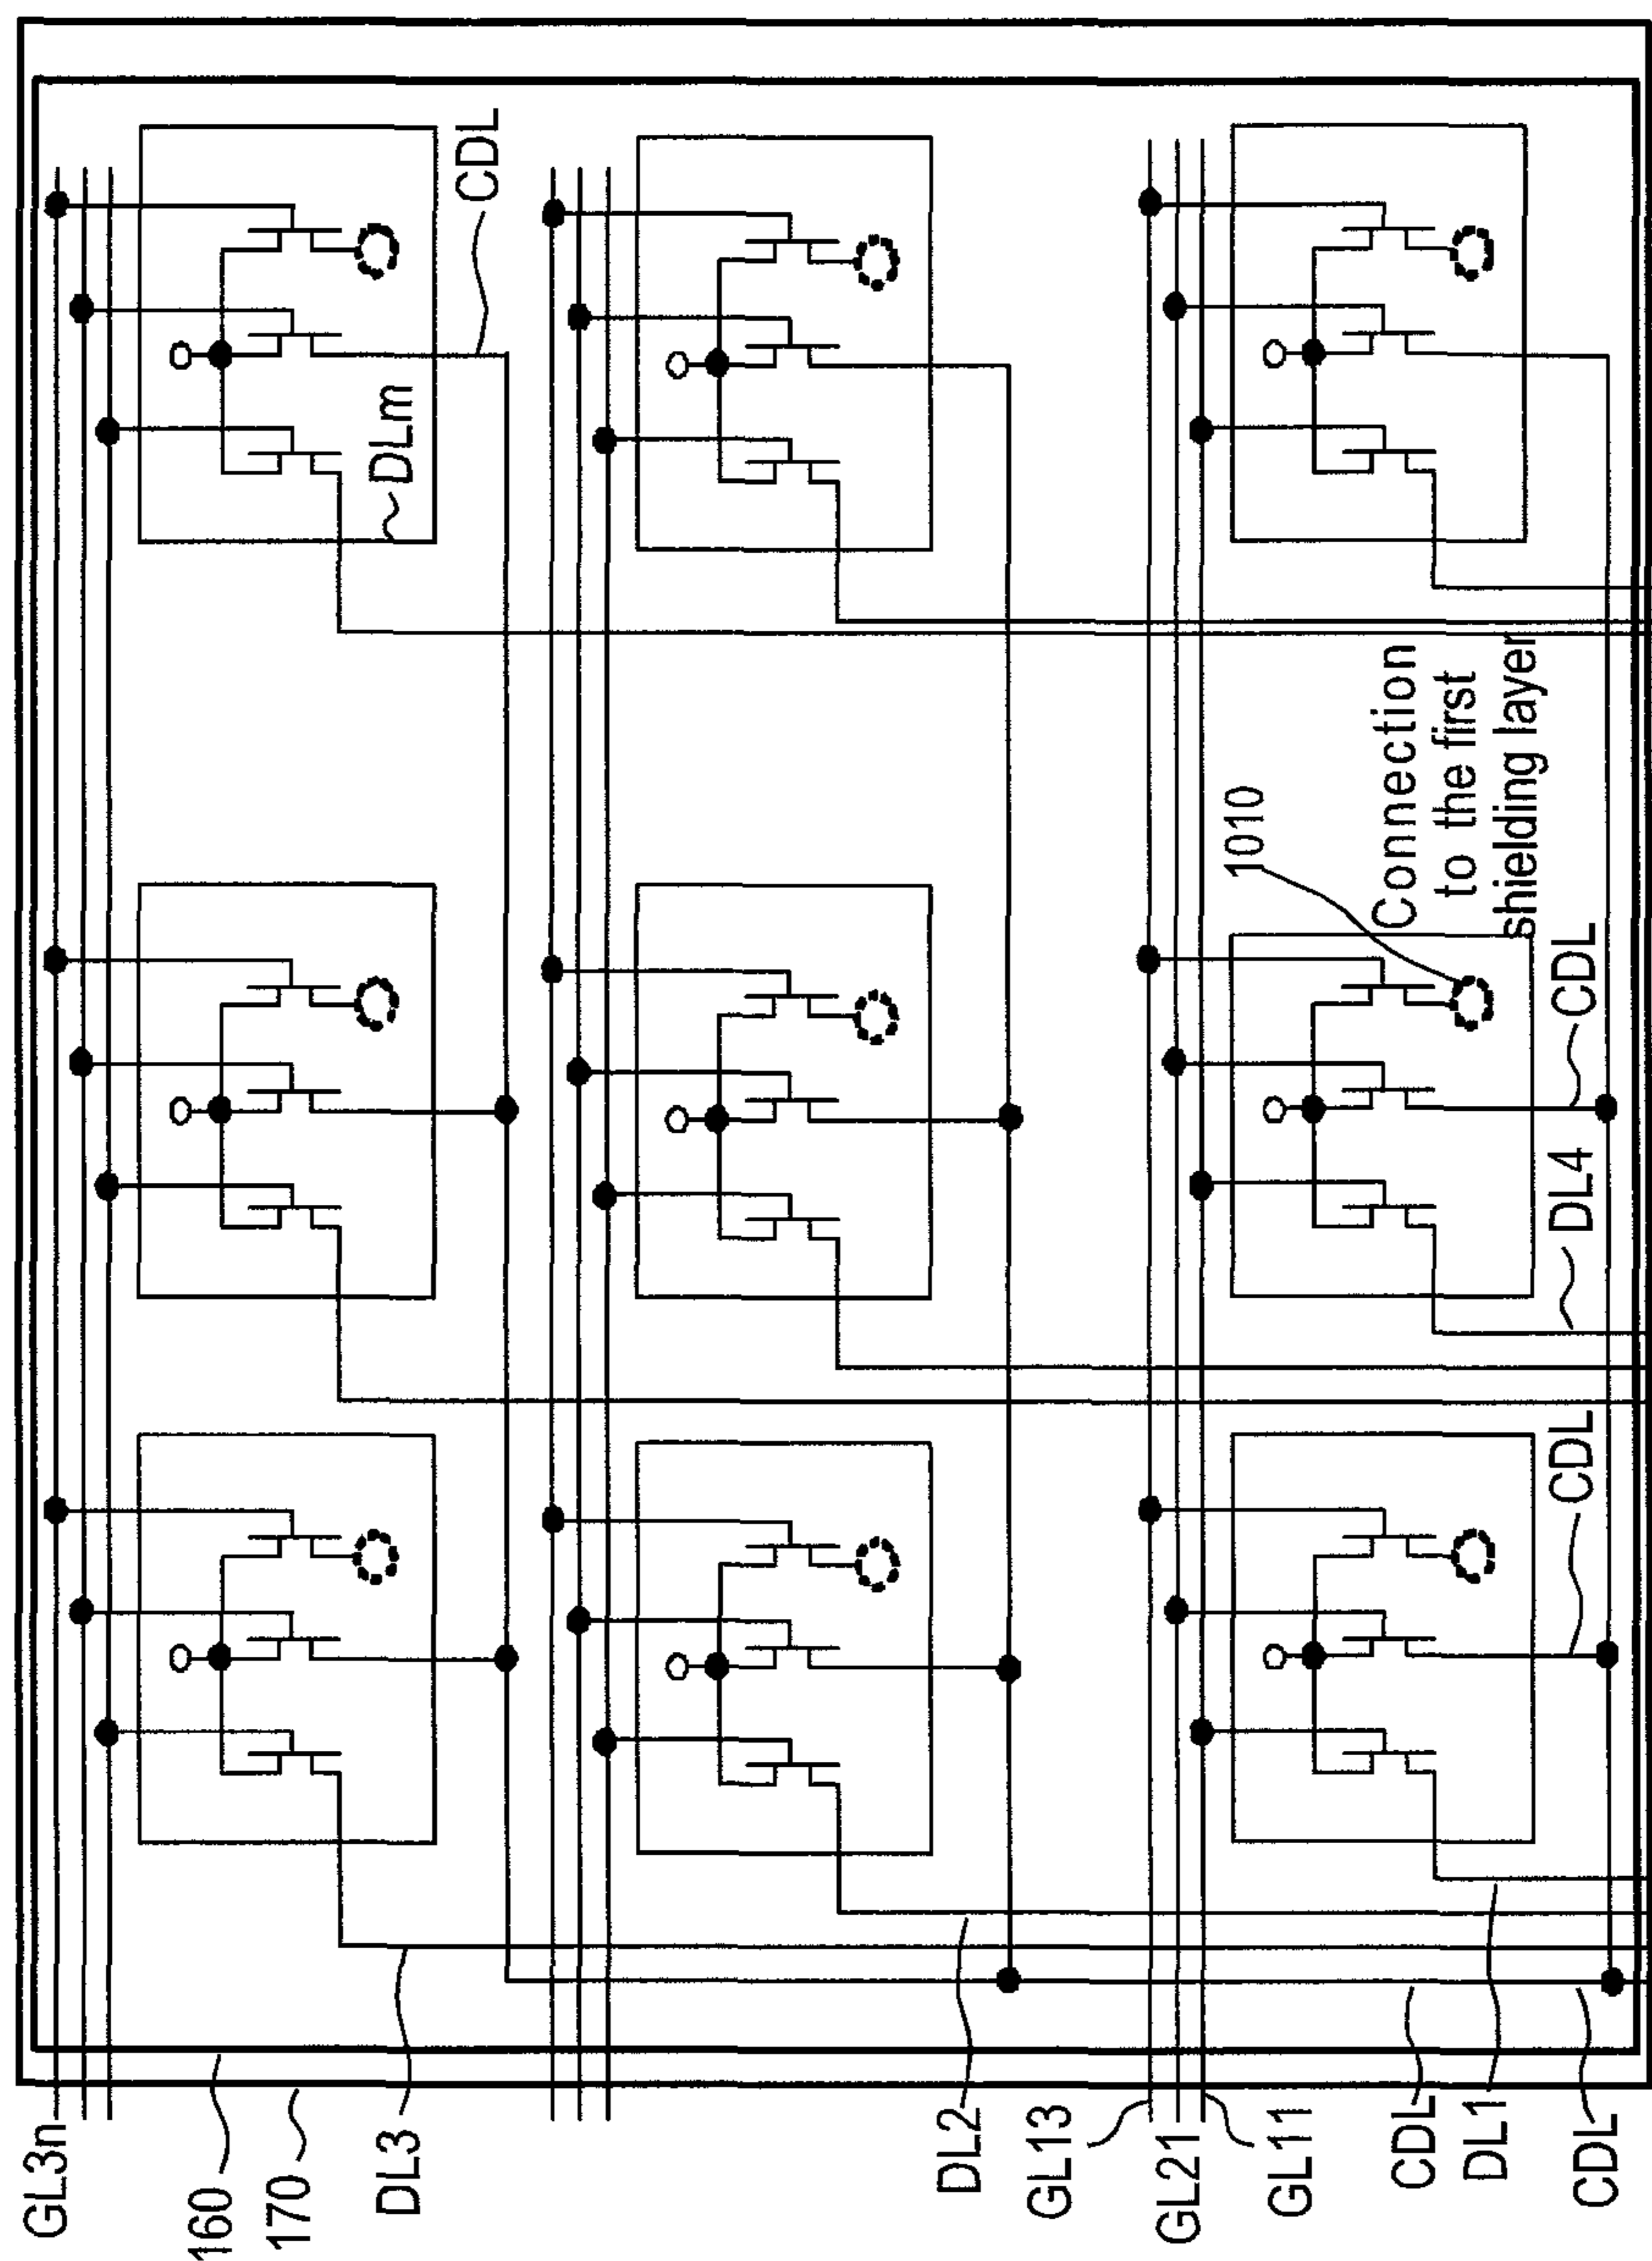 GL3n
160
170
DL3
DL2
GL13
GL21
GL11
CDL
DL1
CDL
CDL
DL4
CDL
1010
Connection
to the first
shielding layer
DLm
CDL